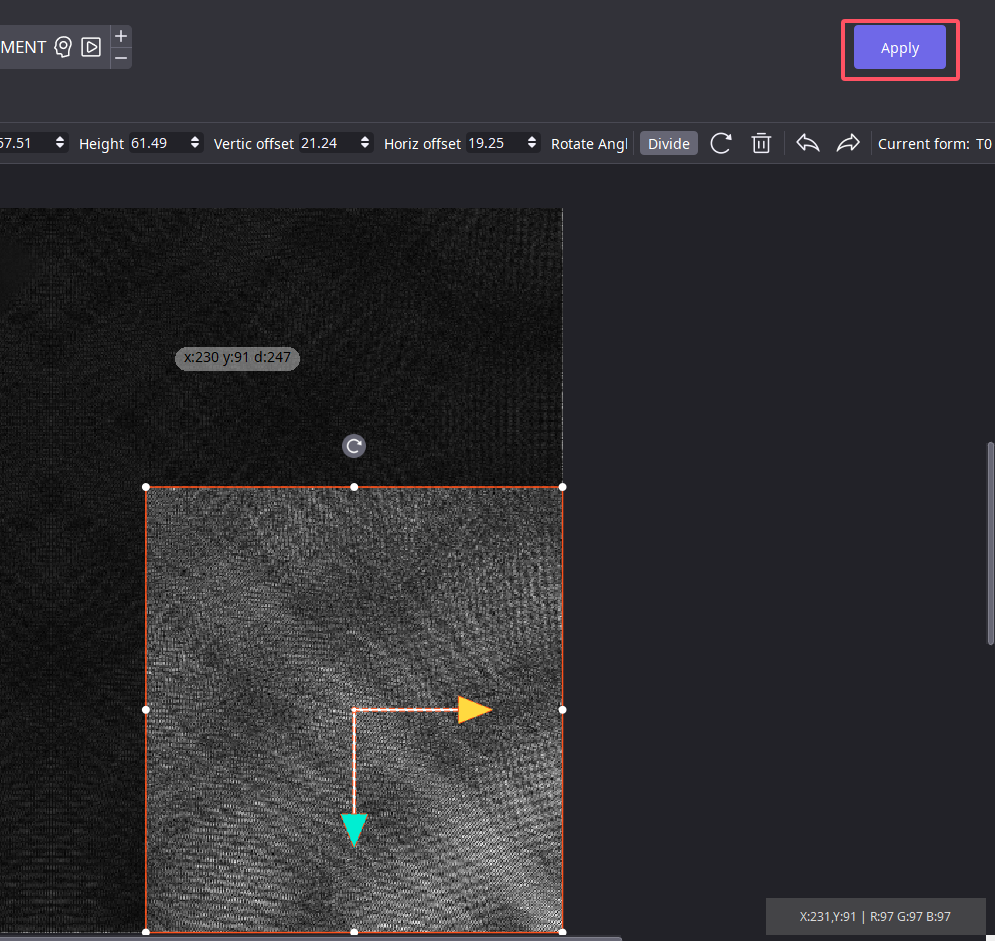 MENT + −
Apply
57.51 Height 61.49 Vertic offset 21.24 Horiz offset 19.25 Rotate Angl Divide Current form: T0
x:230 y:91 d:247
X:231,Y:91 | R:97 G:97 B:97